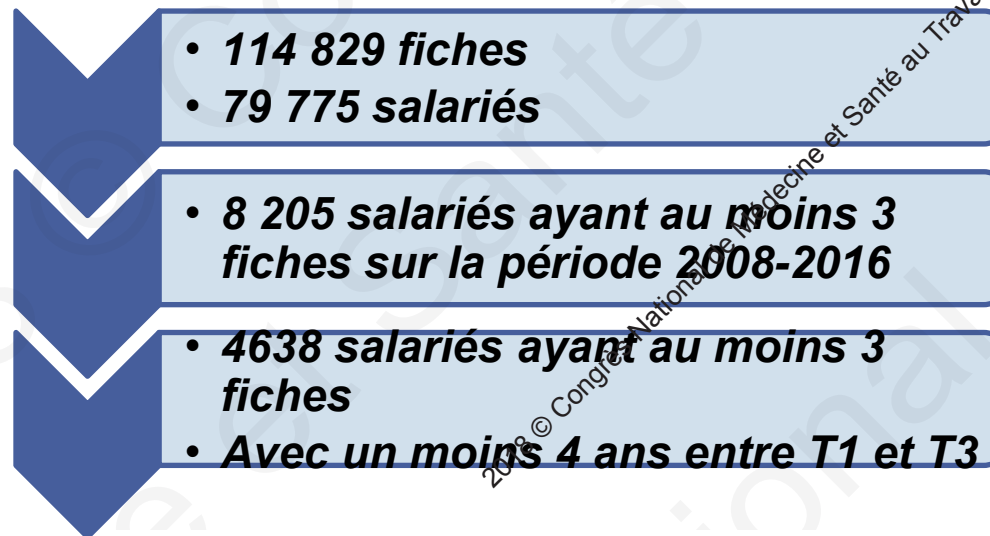 • 114 829 fiches
• 79 775 salariés
• 8 205 salariés ayant au moins 3
fiches sur la période 2008-2016
• 4638 salariés ayant au moins 3
fiches
• Avec un moins 4 ans entre T1 et T3
2018 © Congrès National de Médecine et Santé au Trava